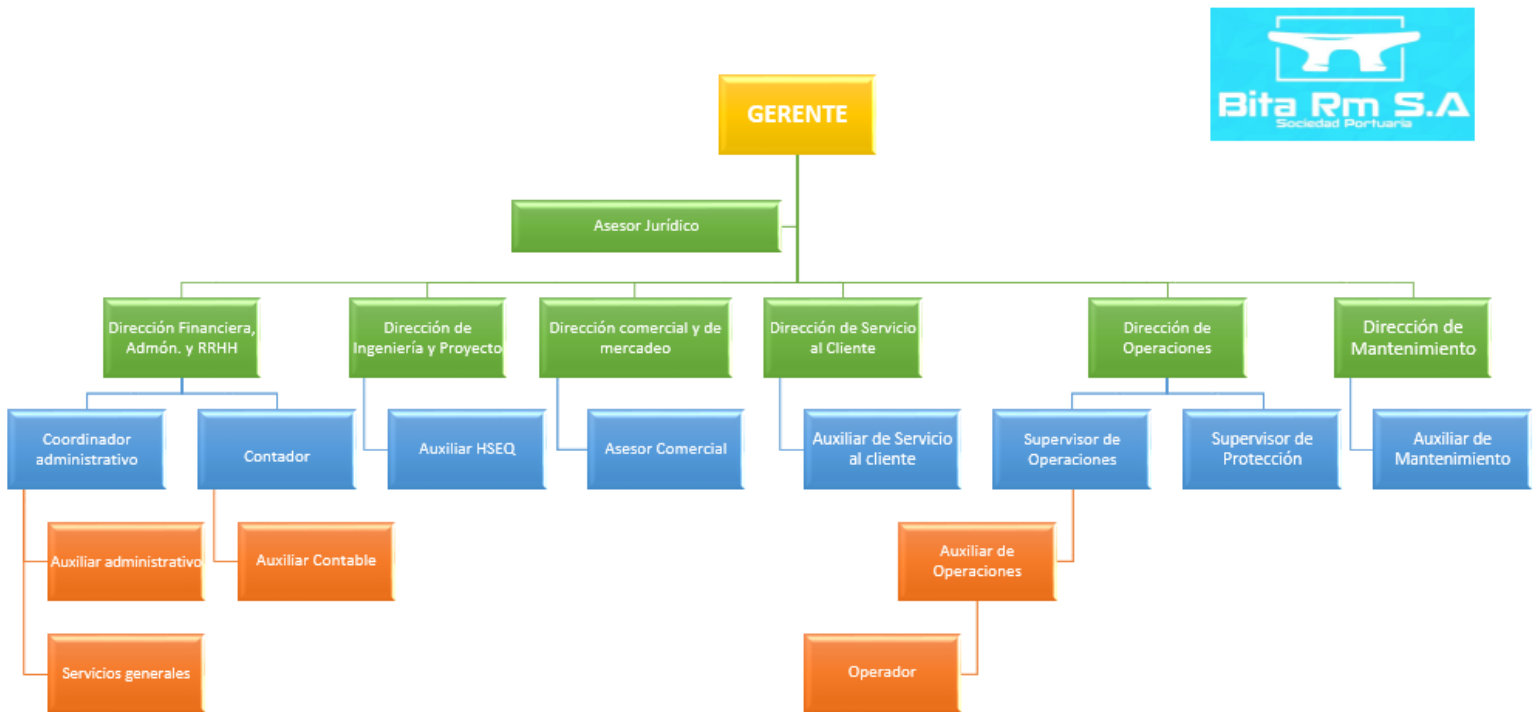 Bita Rm S.A
Sociedad Portuaria
GERENTE
Asesor Jurídico
Dirección Financiera,
Admón. y RRHH
Dirección de
Ingeniería y Proyecto
Dirección comercial y de
mercadeo
Dirección de Servicio
al Cliente
Dirección de
Operaciones
Dirección de
Mantenimiento
Coordinador
administrativo
Contador
Auxiliar HSEQ
Asesor Comercial
Auxiliar de Servicio
al cliente
Supervisor de
Operaciones
Supervisor de
Protección
Auxiliar de
Mantenimiento
Auxiliar administrativo
Auxiliar Contable
Auxiliar de
Operaciones
Servicios generales
Operador